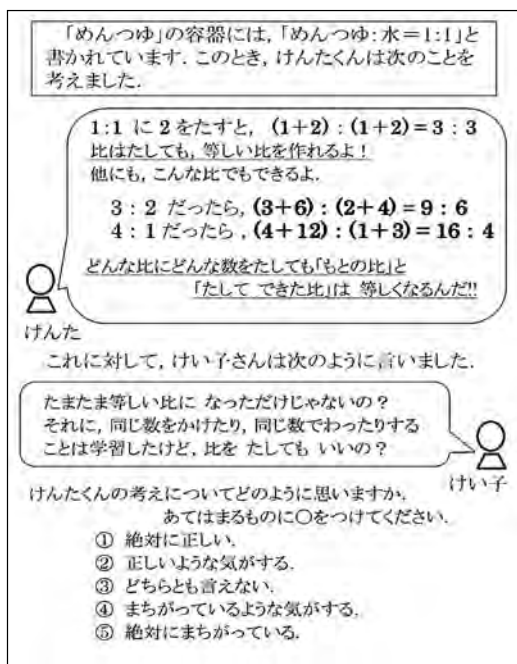 「めんつゆ」の容器には，「めんつゆ：水＝1：1」と
書かれています．このとき，けんたくんは次のことを
考えました．
1：1 に 2 をたすと， (1+2)：(1+2)＝3：3
比はたしても，等しい比を作れるよ！
他にも，こんな比でもできるよ．
3：2 だったら，(3+6)：(2+4)＝9：6
4：1 だったら，(4+12)：(1+3)＝16：4
どんな比にどんな数をたしても「もとの比」と
「たして できた比」は 等しくなるんだ!!
けんた
これに対して，けい子さんは次のように言いました．
たまたま等しい比に なっただけじゃないの？
それに，同じ数をかけたり，同じ数でわったりする
ことは学習したけど，比を たしても いいの？
けい子
けんたくんの考えについてどのように思いますか．
あてはまるものに○をつけてください．
① 絶対に正しい．
② 正しいような気がする．
③ どちらとも言えない．
④ まちがっているような気がする．
⑤ 絶対にまちがっている．